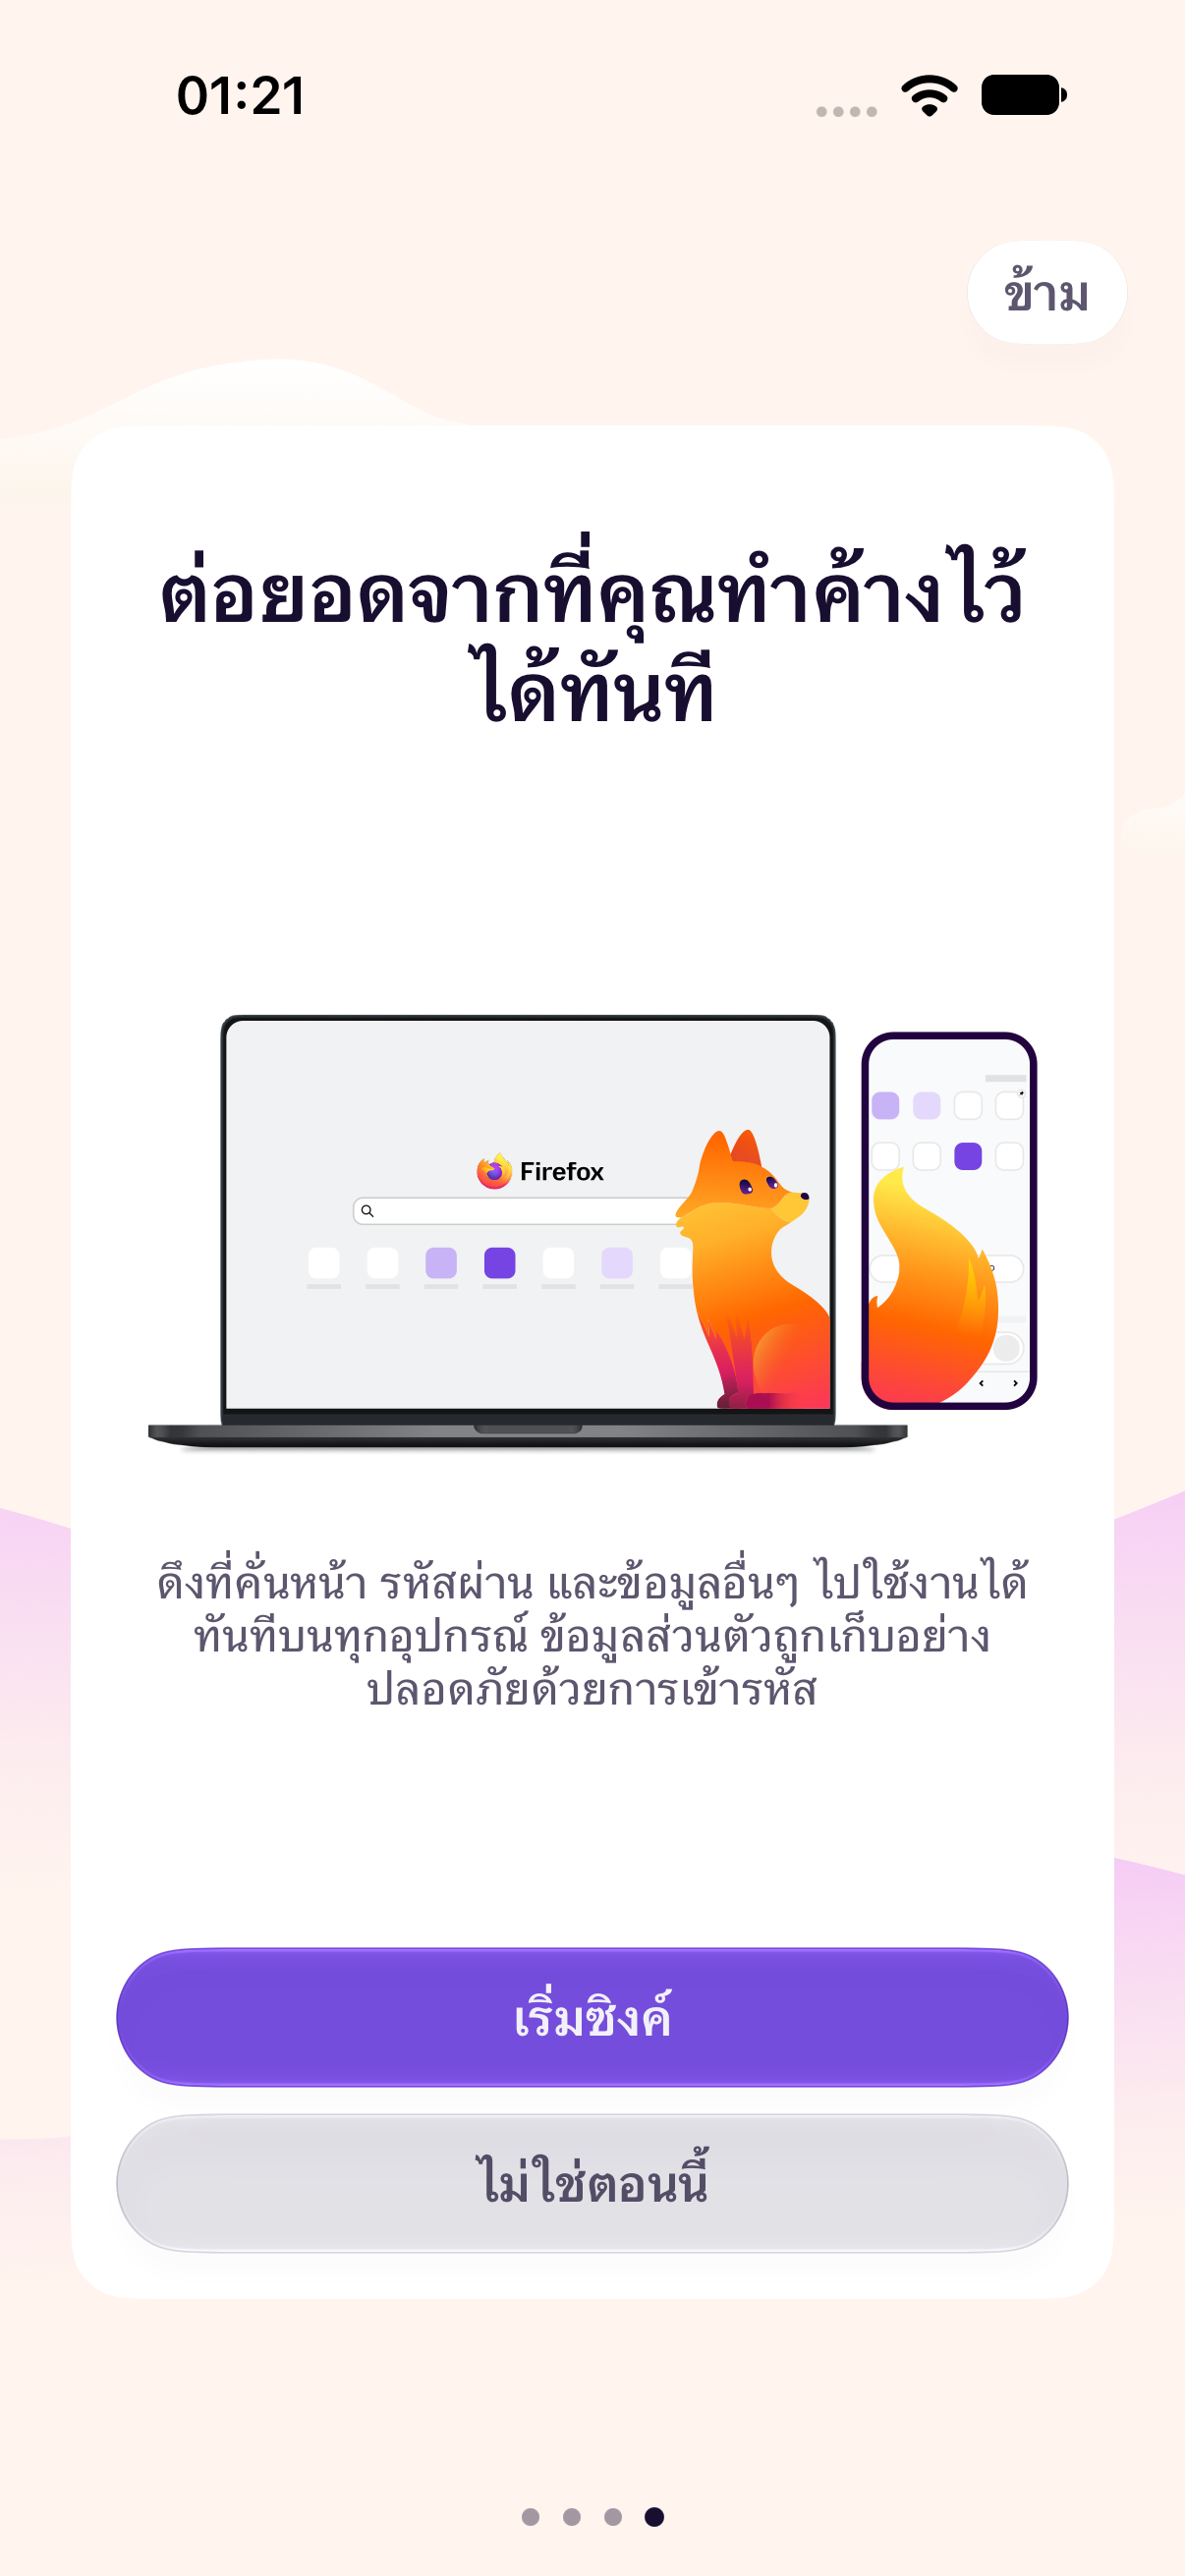 01:21
ข้าม
ต่อยอดจากที่คุณทำค้างไว้
ได้ทันที
Firefox
ดึงที่คั่นหน้า รหัสผ่าน และข้อมูลอื่นๆ ไปใช้งานได้
ทันทีบนทุกอุปกรณ์ ข้อมูลส่วนตัวถูกเก็บอย่าง
ปลอดภัยด้วยการเข้ารหัส
เริ่มซิงค์
ไม่ใช่ตอนนี้